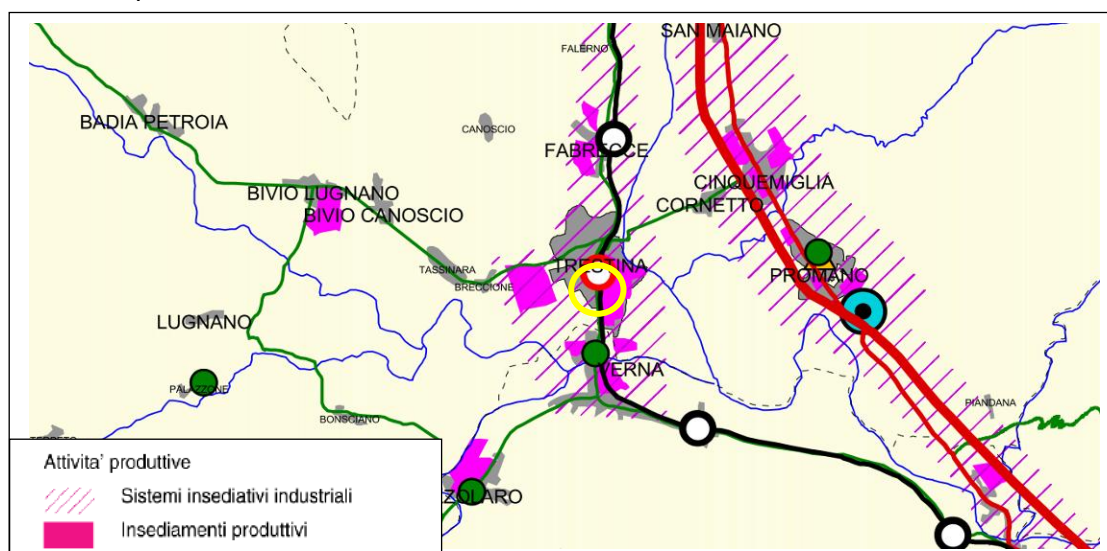 SAN MAIANO
FALERNO
BADIA PETROIA
CANOSCIO
FABRECCE
CINQUEMIGLIA
BIVIO LUGNANO
CORNETTO
BIVIO CANOSCIO
TASSINARA
TRESTINA
PROMANO
BRECCIONE
LUGNANO
VERNA
PALAZZONE
PIANDANA
BONSCIANO
Attivita' produttive
ZOLARO
Sistemi insediativi industriali
Insediamenti produttivi